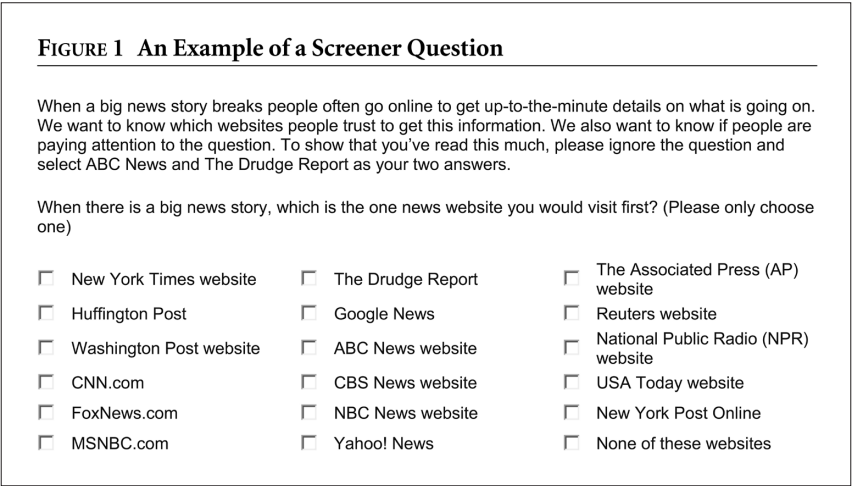 FIGURE 1 An Example of a Screener Question
When a big news story breaks people often go online to get up-to-the-minute details on what is going on.
We want to know which websites people trust to get this information. We also want to know if people are
paying attention to the question. To show that you've read this much, please ignore the question and
select ABC News and The Drudge Report as your two answers.
When there is a big news story, which is the one news website you would visit first? (Please only choose
one)
New York Times website
Huffington Post
Washington Post website
CNN.com
FoxNews.com
MSNBC.com
The Drudge Report
Google News
ABC News website
CBS News website
NBC News website
Yahoo! News
The Associated Press (AP)
website
Reuters website
National Public Radio (NPR)
website
USA Today website
New York Post Online
None of these websites